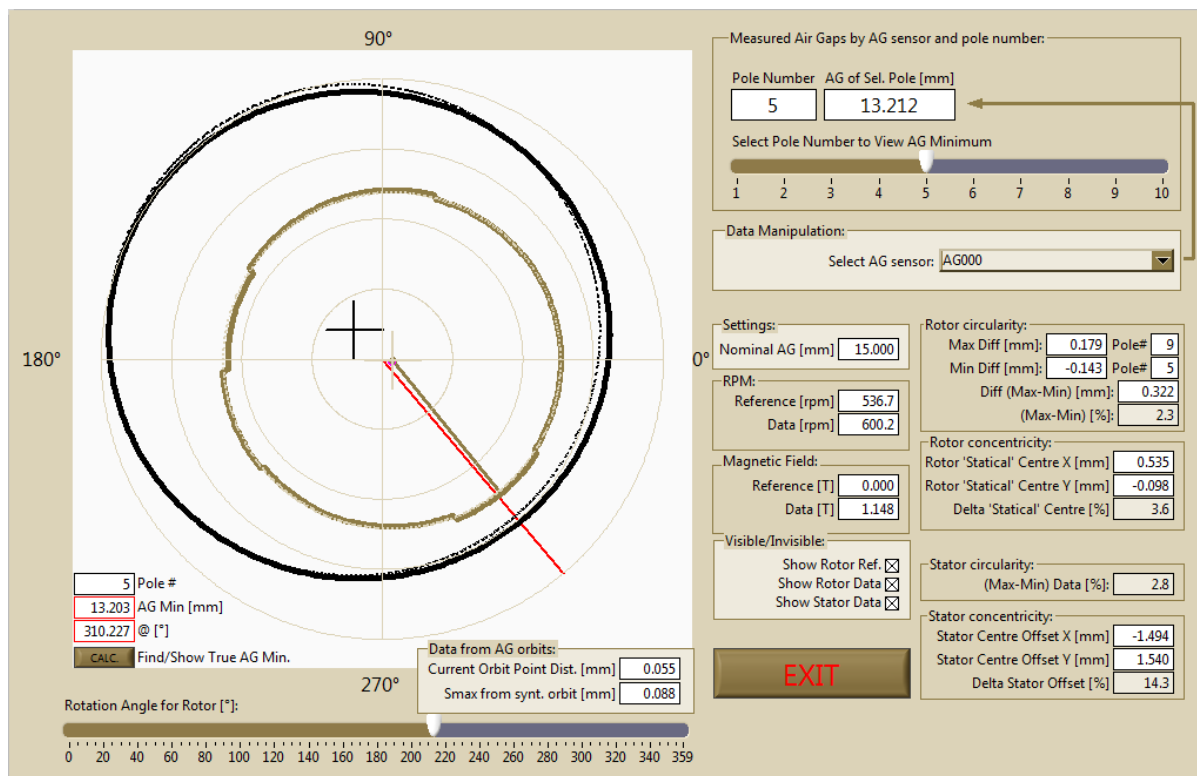 90°
180°
0°
270°
5 Pole #
13.203 AG Min [mm]
310.227 @ [°]
CALC. Find/Show True AG Min.
Data from AG orbits:
Current Orbit Point Dist. [mm] 0.055
Smax from synt. orbit [mm] 0.088
Rotation Angle for Rotor [°]:
0 20 40 60 80 100 120 140 160 180 200 220 240 260 280 300 320 340 359
Measured Air Gaps by AG sensor and pole number:
Pole Number AG of Sel. Pole [mm]
5 13.212
Select Pole Number to View AG Minimum
1 2 3 4 5 6 7 8 9 10
Data Manipulation:
Select AG sensor: AG000
Settings:
Nominal AG [mm] 15.000
RPM:
Reference [rpm] 536.7
Data [rpm] 600.2
Magnetic Field:
Reference [T] 0.000
Data [T] 1.148
Visible/Invisible:
Show Rotor Ref.
Show Rotor Data
Show Stator Data
EXIT
Rotor circularity:
Max Diff [mm]: 0.179 Pole# 9
Min Diff [mm]: -0.143 Pole# 5
Diff (Max-Min) [mm]: 0.322
(Max-Min) [%]: 2.3
Rotor concentricity:
Rotor 'Statical' Centre X [mm] 0.535
Rotor 'Statical' Centre Y [mm] -0.098
Delta 'Statical' Centre [%] 3.6
Stator circularity:
(Max-Min) Data [%]: 2.8
Stator concentricity:
Stator Centre Offset X [mm] -1.494
Stator Centre Offset Y [mm] 1.540
Delta Stator Offset [%] 14.3